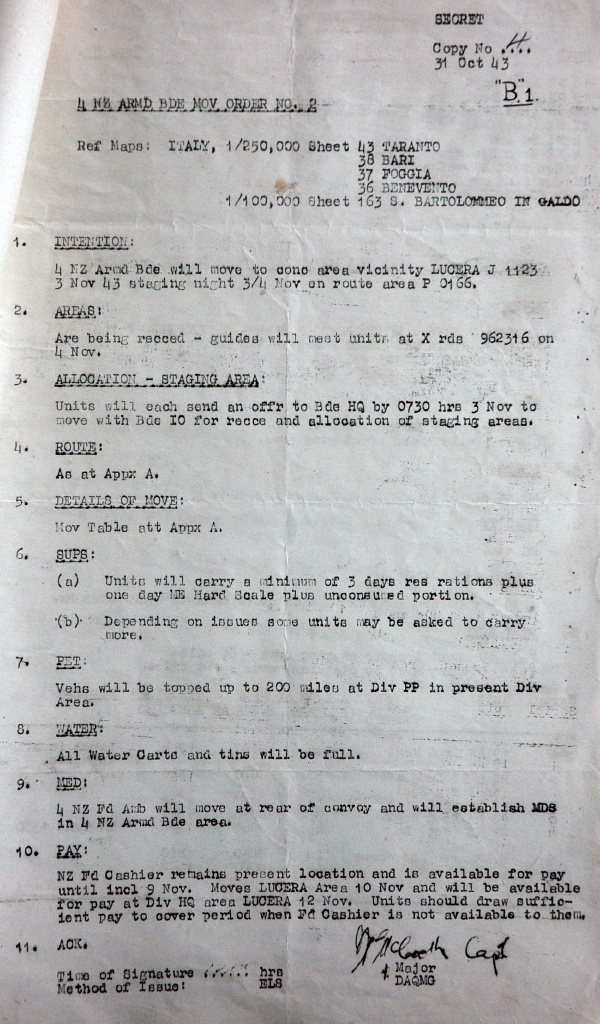 SECRET
Copy No
31 Oct 43
"B".1.
4 NZ ARMD BDE MOV ORDER NO. 2
Ref Maps: ITALY, 1/250,000 Sheet 43 TARANTO
38 BARI
37 FOGGIA
36 BENEVENTO
1/100,000 Sheet 163 S. BARTOLOMMEO IN GALDO
1. INTENTION:
4 NZ Armd Bde will move to conc area vicinity LUCERA J 1123
3 Nov 43 staging night 3/4 Nov en route area P 0166.
2. AREAS:
Are being recced - guides will meet units at X rds 962316 on
4 Nov.
3. ALLOCATION - STAGING AREA:
Units will each send an offr to Bde HQ by 0730 hrs 3 Nov to
move with Bde IO for recce and allocation of staging areas.
4. ROUTE:
As at Appx A.
5. DETAILS OF MOVE:
Mov Table att Appx A.
6. SUPS:
(a) Units will carry a minimum of 3 days res rations plus
one day ME Hard Scale plus unconsumed portion.
(b) Depending on issues some units may be asked to carry
more.
7. PET:
Vehs will be topped up to 200 miles at Div PP in present Div
Area.
8. WATER:
All Water Carts and tins will be full.
9. MED:
4 NZ Fd Amb will move at rear of convoy and will establish MDS
in 4 NZ Armd Bde area.
10. PAY:
NZ Fd Cashier remains present location and is available for pay
until incl 9 Nov. Moves LUCERA Area 10 Nov and will be available
for pay at Div HQ area LUCERA 12 Nov. Units should draw suffic-
ient pay to cover period when Fd Cashier is not available to them.
11. ACK.
Capt
Major
DAQMG
Time of Signature ...... hrs
Method of Issue: ELS